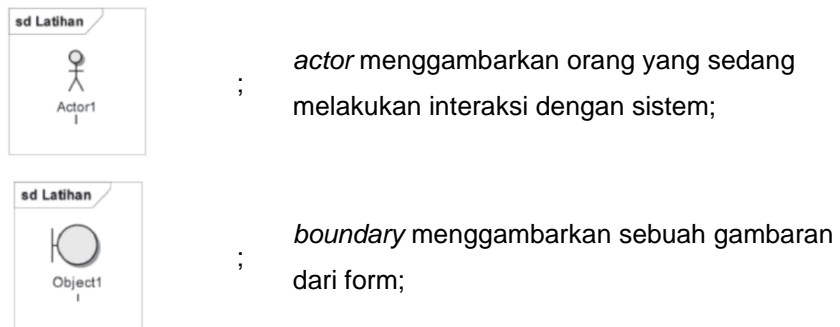 sd Latihan
Actor1
;
actor menggambarkan orang yang sedang
melakukan interaksi dengan sistem;
sd Latihan
Object1
;
boundary menggambarkan sebuah gambaran
dari form;